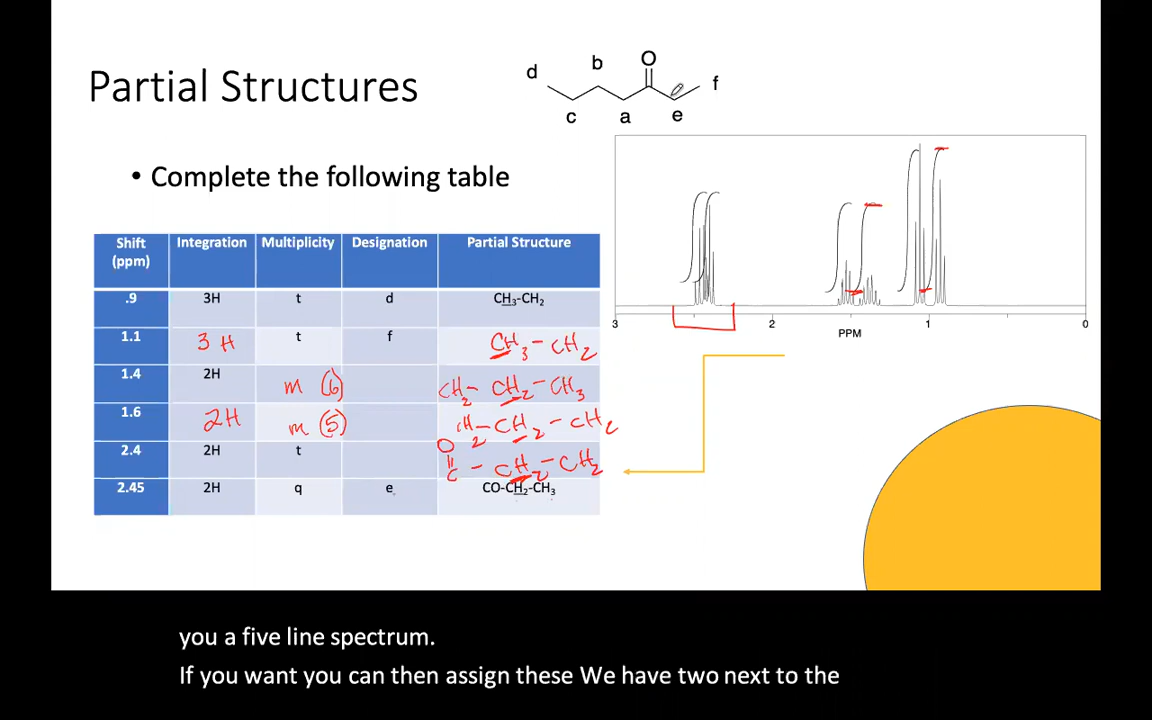 Partial Structures
O
d
b
f
c
a
e
• Complete the following table
Shift (ppm) Integration Multiplicity Designation Partial Structure
.9 3H t d CH3-CH2
1.1 3H t f CH3-CH2
1.4 2H m (6) CH2-CH2-CH3
1.6 2H m (5) CH2-CH2-CH2
2.4 2H t O=C-CH2-CH2
2.45 2H q e CO-CH2-CH3
3 2 1 0
PPM
you a five line spectrum.
If you want you can then assign these We have two next to the